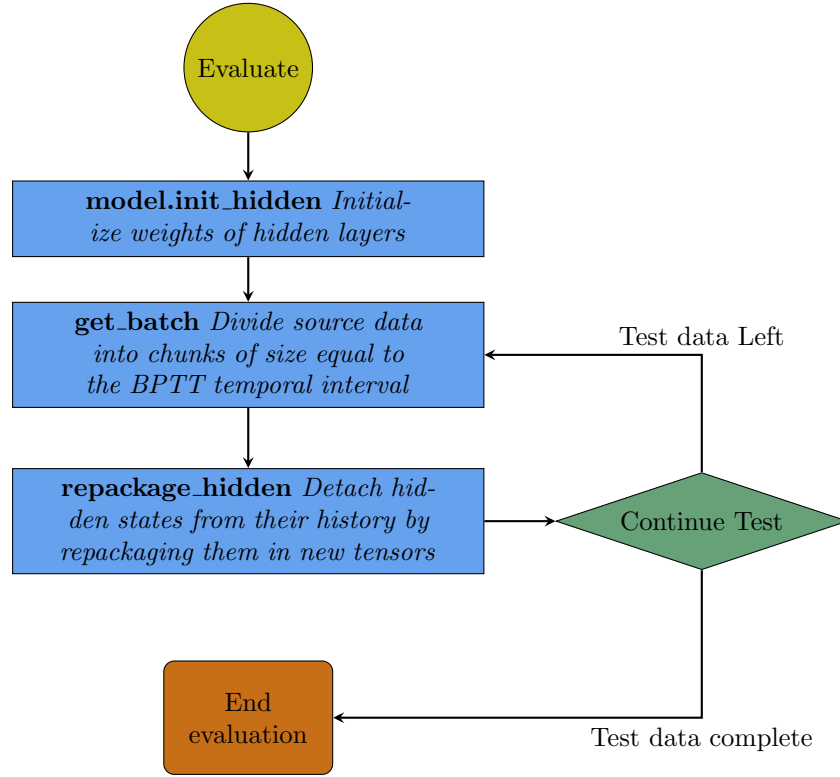 Evaluate
model.init_hidden Initial-
ize weights of hidden layers
get_batch Divide source data
into chunks of size equal to
the BPTT temporal interval
Test data Left
repackage_hidden Detach hid-
den states from their history by
repackaging them in new tensors
Continue Test
End
evaluation
Test data complete